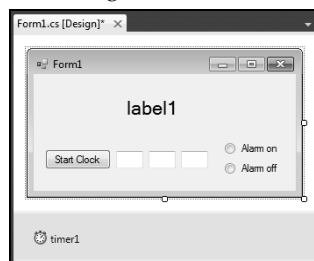 Form1.cs [Design]*
Form1
label1
Start Clock
Alarm on
Alarm off
timer1